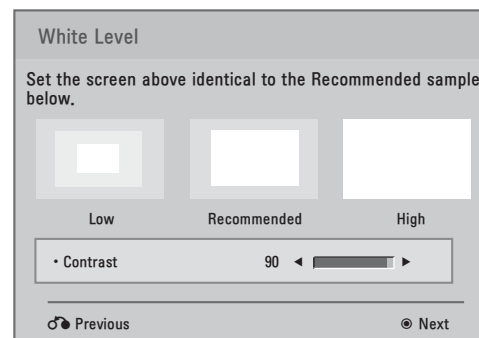 White Level
Set the screen above identical to the Recommended sample
below.
Low Recommended High
• Contrast 90 ◄ ►
Previous ◉ Next